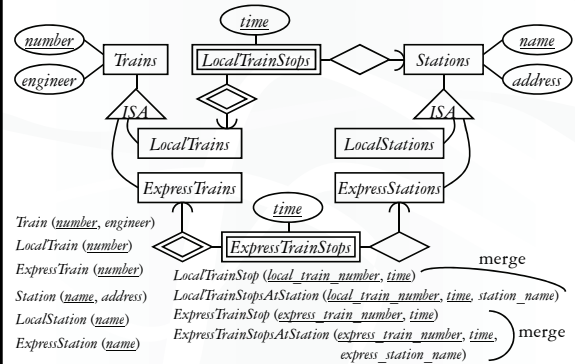 time
number
Trains
LocalTrainStops
Stations
name
engineer
address
ISA
ISA
LocalTrains
LocalStations
ExpressTrains
ExpressStations
time
ExpressTrainStops
Train (number, engineer)
LocalTrain (number)
ExpressTrain (number)
Station (name, address)
LocalStation (name)
ExpressStation (name)
merge
LocalTrainStop (local_train_number, time)
LocalTrainStopsAtStation (local_train_number, time, station_name)
ExpressTrainStop (express_train_number, time)
merge
ExpressTrainStopsAtStation (express_train_number, time,
express_station_name)